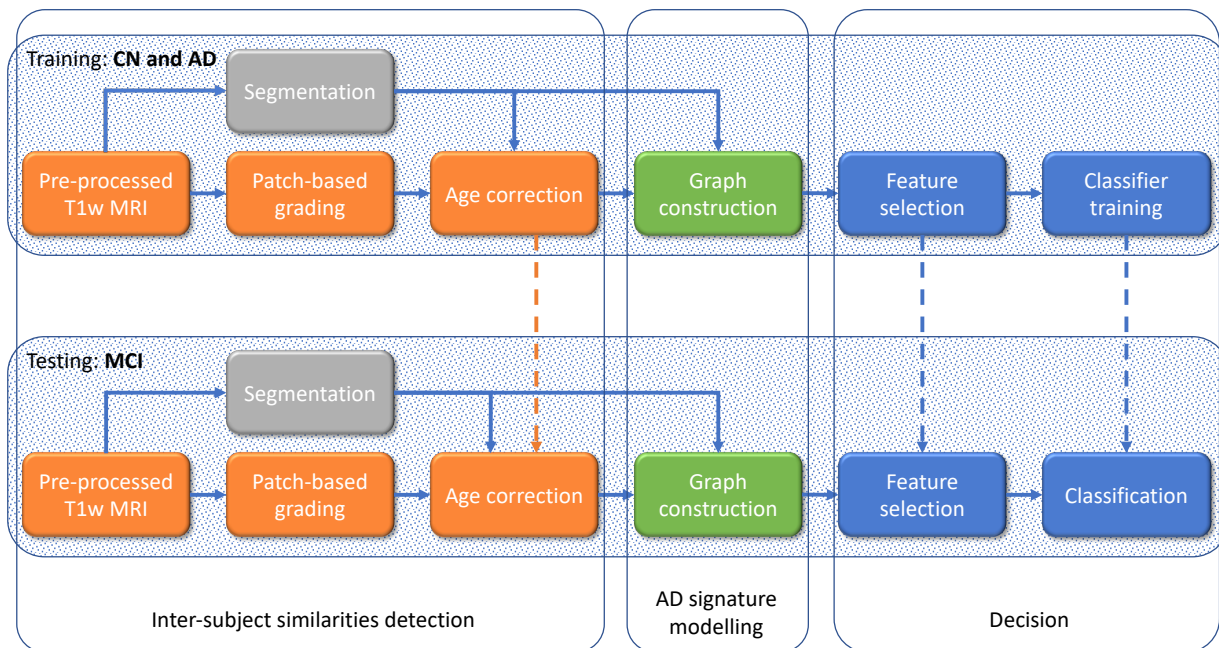 Training: CN and AD
Segmentation
Pre-processed
T1w MRI
Patch-based
grading
Age correction
Graph
construction
Feature
selection
Classifier
training
Testing: MCI
Segmentation
Pre-processed
T1w MRI
Patch-based
grading
Age correction
Graph
construction
Feature
selection
Classification
Inter-subject similarities detection
AD signature
modelling
Decision